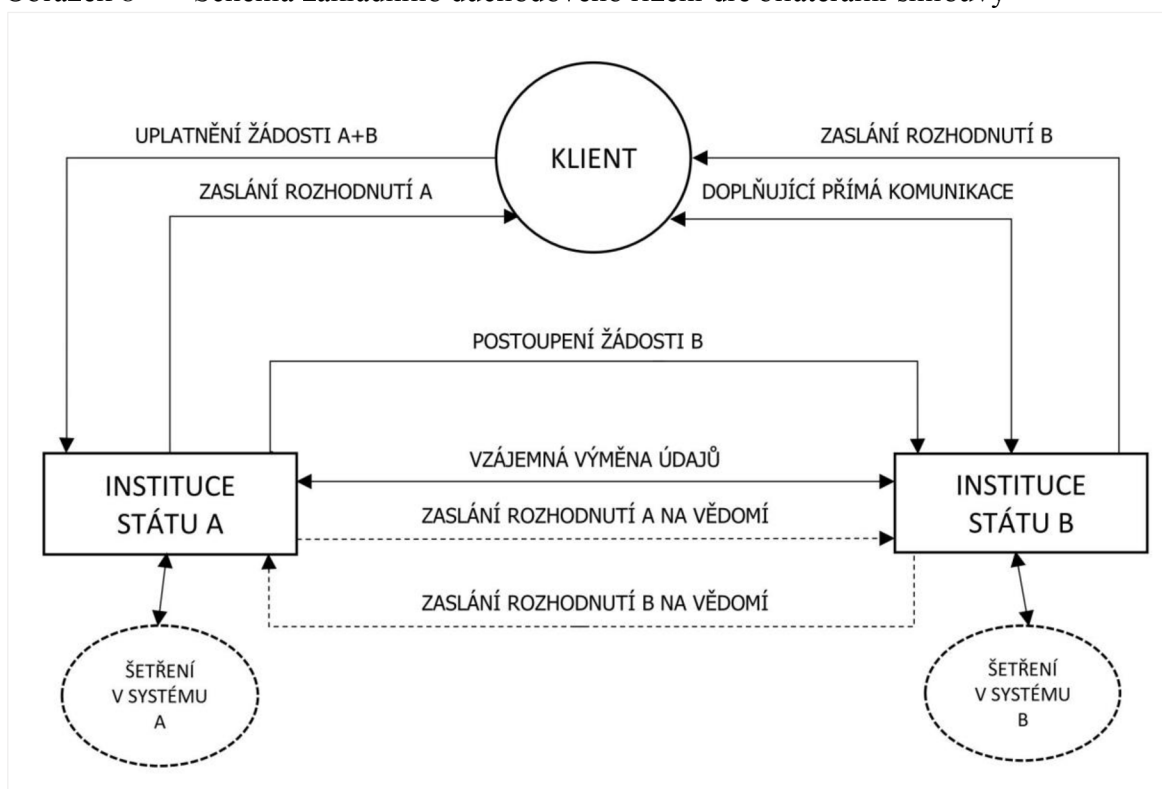 UPLATNĚNÍ ŽÁDOSTI A+B
ZASLÁNÍ ROZHODNUTÍ B
KLIENT
ZASLÁNÍ ROZHODNUTÍ A
DOPLŇUJÍCÍ PŘÍMÁ KOMUNIKACE
POSTOUPENÍ ŽÁDOSTI B
VZÁJEMNÁ VÝMĚNA ÚDAJŮ
INSTITUCE
STÁTU A
INSTITUCE
STÁTU B
ZASLÁNÍ ROZHODNUTÍ A NA VĚDOMÍ
ZASLÁNÍ ROZHODNUTÍ B NA VĚDOMÍ
ŠETŘENÍ
V SYSTÉMU
A
ŠETŘENÍ
V SYSTÉMU
B